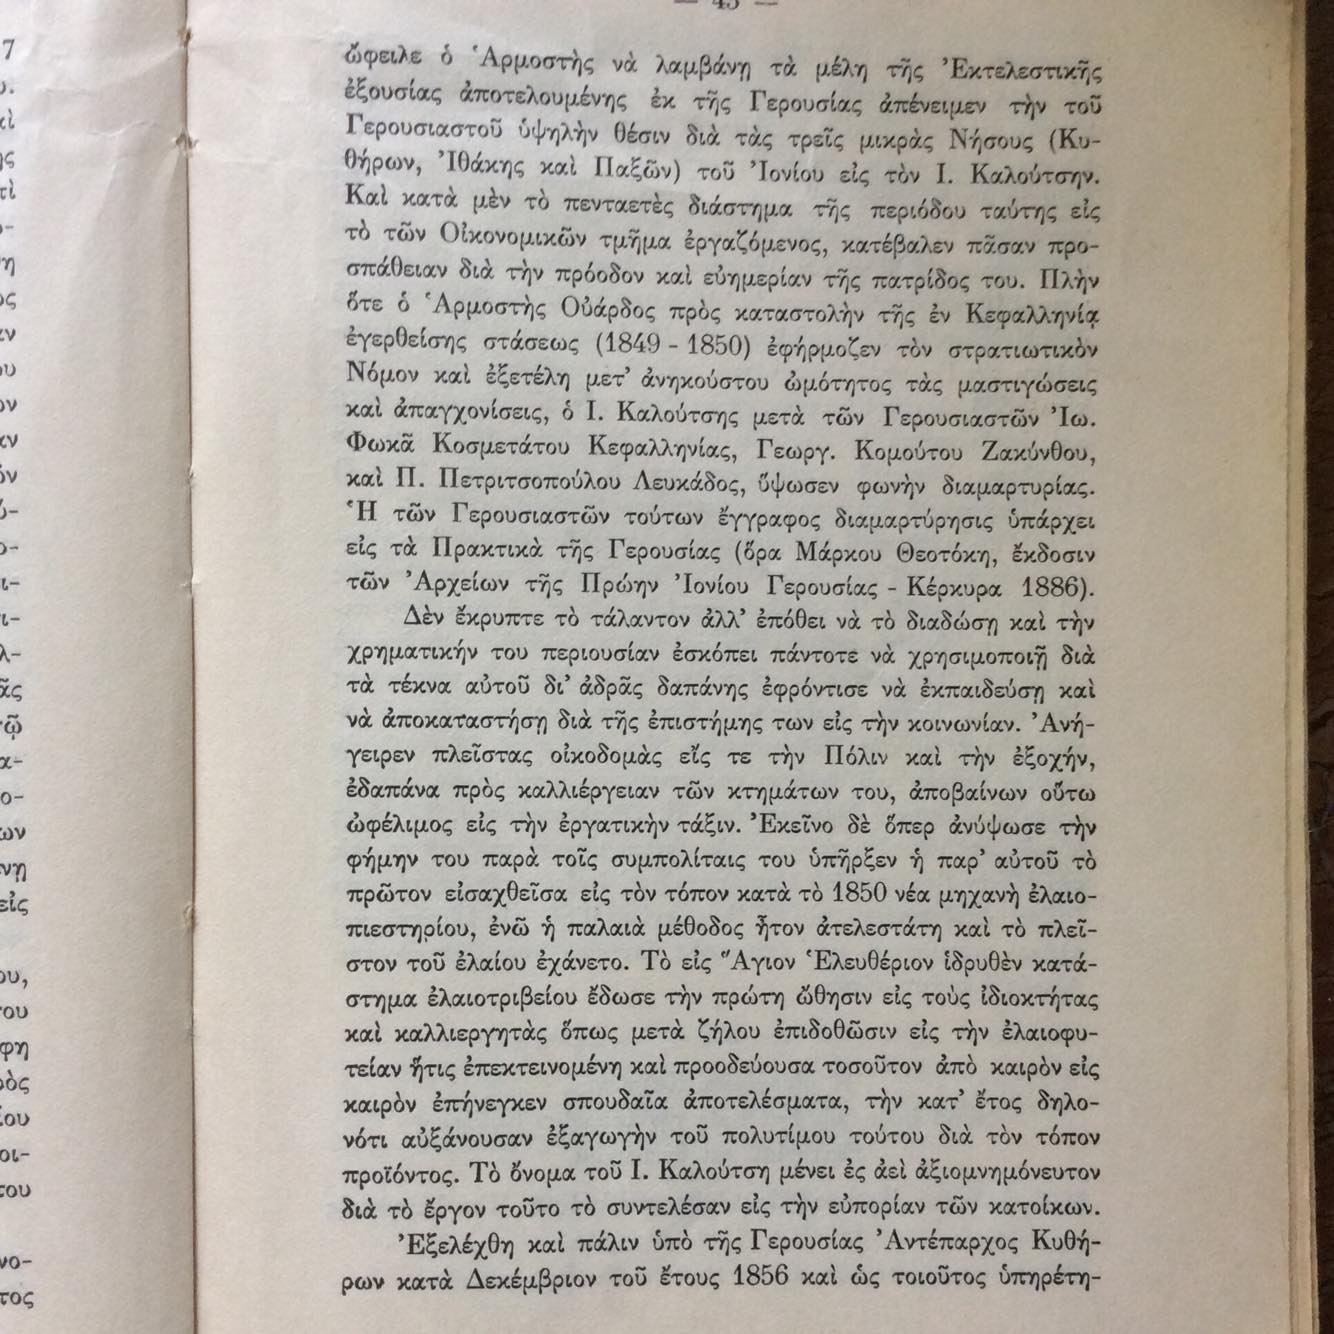 — 45 —
ὤφειλε ὁ Ἁρμοστὴς νὰ λαμβάνῃ τὰ μέλη τῆς Ἐκτελεστικῆς
ἐξουσίας ἀποτελουμένης ἐκ τῆς Γερουσίας ἀπένειμεν τὴν τοῦ
Γερουσιαστοῦ ὑψηλὴν θέσιν διὰ τὰς τρεῖς μικρὰς Νήσους (Κυ-
θήρων, Ἰθάκης καὶ Παξῶν) τοῦ Ἰονίου εἰς τὸν Ι. Καλούτσην.
Καὶ κατὰ μὲν τὸ πενταετὲς διάστημα τῆς περιόδου ταύτης εἰς
τὸ τῶν Οἰκονομικῶν τμῆμα ἐργαζόμενος, κατέβαλεν πᾶσαν προ-
σπάθειαν διὰ τὴν πρόοδον καὶ εὐημερίαν τῆς πατρίδος του. Πλὴν
ὅτε ὁ Ἁρμοστὴς Οὐάρδος πρὸς καταστολὴν τῆς ἐν Κεφαλληνίᾳ
ἐγερθείσης στάσεως (1849 - 1850) ἐφήρμοζεν τὸν στρατιωτικὸν
Νόμον καὶ ἐξετέλη μετ’ ἀνηκούστου ὠμότητος τὰς μαστιγώσεις
καὶ ἀπαγχονίσεις, ὁ Ι. Καλούτσης μετὰ τῶν Γερουσιαστῶν Ἰω.
Φωκᾶ Κοσμετάτου Κεφαλληνίας, Γεωργ. Κομούτου Ζακύνθου,
καὶ Π. Πετριτσοπούλου Λευκάδος, ὕψωσεν φωνὴν διαμαρτυρίας.
Ἡ τῶν Γερουσιαστῶν τούτων ἔγγραφος διαμαρτύρησις ὑπάρχει
εἰς τὰ Πρακτικὰ τῆς Γερουσίας (ὅρα Μάρκου Θεοτόκη, ἔκδοσιν
τῶν Ἀρχείων τῆς Πρώην Ἰονίου Γερουσίας - Κέρκυρα 1886).
Δὲν ἔκρυπτε τὸ τάλαντον ἀλλ’ ἐπόθει νὰ τὸ διαδώσῃ καὶ τὴν
χρηματικήν του περιουσίαν ἐσκόπει πάντοτε νὰ χρησιμοποιῇ διὰ
τὰ τέκνα αὐτοῦ δι’ ἁδρᾶς δαπάνης ἐφρόντισε νὰ ἐκπαιδεύσῃ καὶ
νὰ ἀποκαταστήσῃ διὰ τῆς ἐπιστήμης των εἰς τὴν κοινωνίαν. Ἀνή-
γειρεν πλεῖστας οἰκοδομὰς εἴς τε τὴν Πόλιν καὶ τὴν ἐξοχήν,
ἐδαπάνα πρὸς καλλιέργειαν τῶν κτημάτων του, ἀποβαίνων οὕτω
ὠφέλιμος εἰς τὴν ἐργατικὴν τάξιν. Ἐκεῖνο δὲ ὅπερ ἀνύψωσε τὴν
φήμην του παρὰ τοῖς συμπολίταις του ὑπῆρξεν ἡ παρ’ αὐτοῦ τὸ
πρῶτον εἰσαχθεῖσα εἰς τὸν τόπον κατὰ τὸ 1850 νέα μηχανὴ ἐλαιο-
πιεστηρίου, ἐνῶ ἡ παλαιὰ μέθοδος ἦτον ἀτελεστάτη καὶ τὸ πλεῖ-
στον τοῦ ἐλαίου ἐχάνετο. Τὸ εἰς Ἅγιον Ἐλευθέριον ἱδρυθὲν κατά-
στημα ἐλαιοτριβείου ἔδωσε τὴν πρώτη ὤθησιν εἰς τοὺς ἰδιοκτήτας
καὶ καλλιεργητὰς ὅπως μετὰ ζήλου ἐπιδοθῶσιν εἰς τὴν ἐλαιοφυ-
τείαν ἥτις ἐπεκτεινομένη καὶ προοδεύουσα τοσοῦτον ἀπὸ καιρὸν εἰς
καιρὸν ἐπήνεγκεν σπουδαῖα ἀποτελέσματα, τὴν κατ’ ἔτος δηλο-
νότι αὐξάνουσαν ἐξαγωγὴν τοῦ πολυτίμου τούτου διὰ τὸν τόπον
προϊόντος. Τὸ ὄνομα τοῦ Ι. Καλούτση μένει ἐς ἀεὶ ἀξιομνημόνευτον
διὰ τὸ ἔργον τοῦτο τὸ συντελέσαν εἰς τὴν εὐπορίαν τῶν κατοίκων.
Ἐξελέχθη καὶ πάλιν ὑπὸ τῆς Γερουσίας Ἀντέπαρχος Κυθή-
ρων κατὰ Δεκέμβριον τοῦ ἔτους 1856 καὶ ὡς τοιοῦτος ὑπηρέτη-